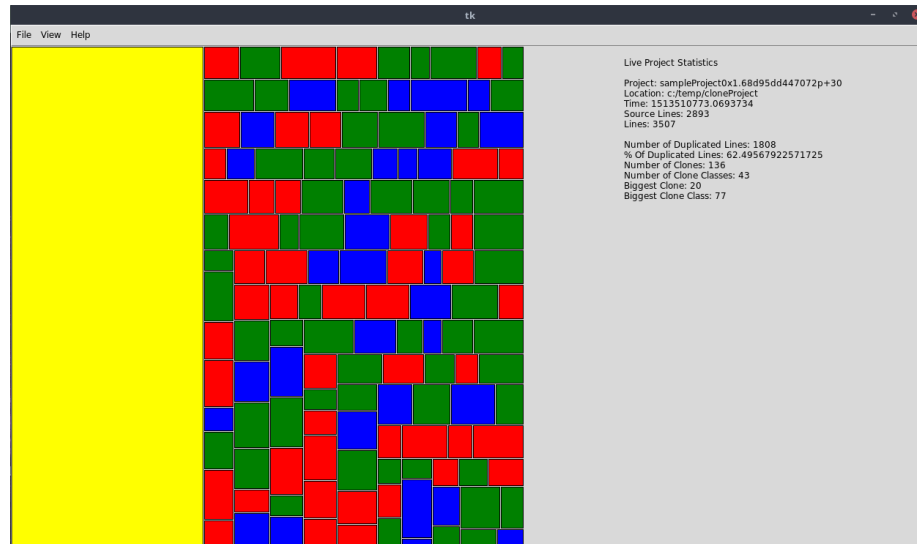 tk
File View Help
Live Project Statistics
Project: sampleProject0x1.68d95dd447072p+30
Location: c:/temp/cloneProject
Time: 1513510773.0693734
Source Lines: 2893
Lines: 3507
Number of Duplicated Lines: 1808
% Of Duplicated Lines: 62.49567922571725
Number of Clones: 136
Number of Clone Classes: 43
Biggest Clone: 20
Biggest Clone Class: 77